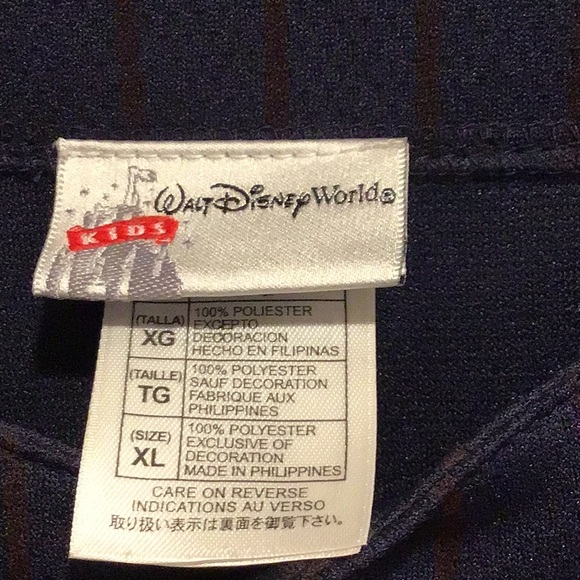 Walt Disney World®
KIDS
(TALLA) XG
100% POLIESTER
EXCEPTO
DECORACION
HECHO EN FILIPINAS
(TAILLE) TG
100% POLYESTER
SAUF DECORATION
FABRIQUE AUX
PHILIPPINES
(SIZE) XL
100% POLYESTER
EXCLUSIVE OF
DECORATION
MADE IN PHILIPPINES
CARE ON REVERSE
INDICATIONS AU VERSO
取り扱い表示は裏面を御覧下さい。